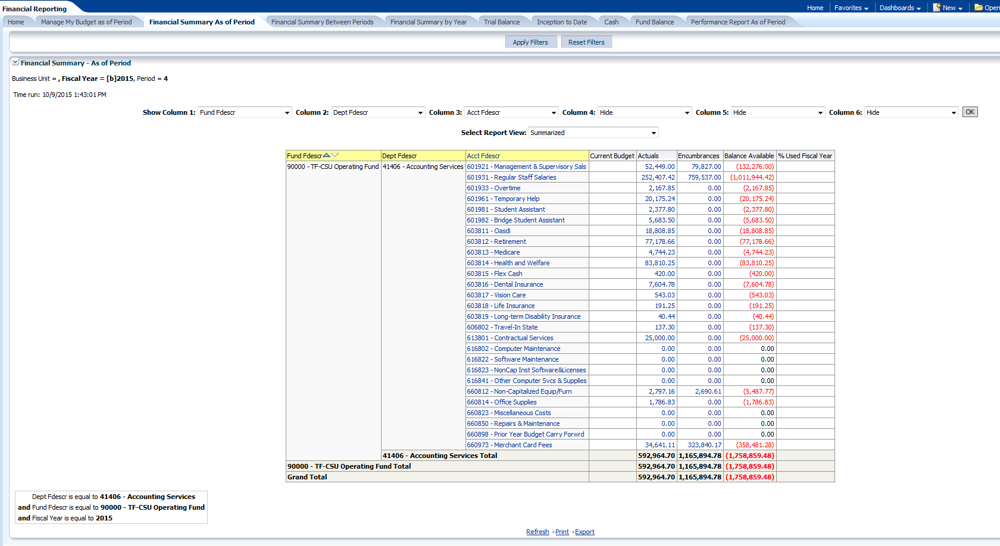 Financial Reporting
Home Favorites Dashboards New Open
Home Manage My Budget as of Period Financial Summary As of Period Financial Summary Between Periods Financial Summary by Year Trial Balance Inception to Date Cash Fund Balance Performance Report As of Period
Apply Filters Reset Filters
Financial Summary - As of Period
Business Unit = , Fiscal Year = [b]2015, Period = 4
Time run: 10/9/2015 1:43:01 PM
Show Column 1: Fund Fdescr Column 2: Dept Fdescr Column 3: Acct Fdescr Column 4: Hide Column 5: Hide Column 6: Hide OK
Select Report View: Summarized
Fund Fdescr Dept Fdescr Acct Fdescr Current Budget Actuals Encumbrances Balance Available % Used Fiscal Year
90000 - TF-CSU Operating Fund 41406 - Accounting Services 601921 - Management & Supervisory Sals 52,449.00 79,827.00 (132,276.00)
601931 - Regular Staff Salaries 252,407.42 759,537.00 (1,011,944.42)
601933 - Overtime 2,167.85 0.00 (2,167.85)
601961 - Temporary Help 20,175.24 0.00 (20,175.24)
601981 - Student Assistant 2,377.80 0.00 (2,377.80)
601982 - Bridge Student Assistant 5,683.50 0.00 (5,683.50)
603811 - Oasdi 18,808.85 0.00 (18,808.85)
603812 - Retirement 77,178.66 0.00 (77,178.66)
603813 - Medicare 4,744.23 0.00 (4,744.23)
603814 - Health and Welfare 83,810.25 0.00 (83,810.25)
603815 - Flex Cash 420.00 0.00 (420.00)
603816 - Dental Insurance 7,604.78 0.00 (7,604.78)
603817 - Vision Care 543.03 0.00 (543.03)
603818 - Life Insurance 191.25 0.00 (191.25)
603819 - Long-term Disability Insurance 40.44 0.00 (40.44)
606802 - Travel-In State 137.30 0.00 (137.30)
613801 - Contractual Services 25,000.00 0.00 (25,000.00)
616802 - Computer Maintenance 0.00 0.00 0.00
616822 - Software Maintenance 0.00 0.00 0.00
616823 - NonCap Inst Software&Licenses 0.00 0.00 0.00
616841 - Other Computer Svcs & Supplies 0.00 0.00 0.00
660812 - Non-Capitalized Equip/Furn 2,797.16 2,690.61 (5,487.77)
660814 - Office Supplies 1,786.83 0.00 (1,786.83)
660823 - Miscellaneous Costs 0.00 0.00 0.00
660850 - Repairs & Maintenance 0.00 0.00 0.00
660898 - Prior Year Budget Carry Forwrd 0.00 0.00 0.00
660973 - Merchant Card Fees 34,641.11 323,840.17 (358,481.28)
41406 - Accounting Services Total 592,964.70 1,165,894.78 (1,758,859.48)
90000 - TF-CSU Operating Fund Total 592,964.70 1,165,894.78 (1,758,859.48)
Grand Total 592,964.70 1,165,894.78 (1,758,859.48)
Dept Fdescr is equal to 41406 - Accounting Services
and Fund Fdescr is equal to 90000 - TF-CSU Operating Fund
and Fiscal Year is equal to 2015
Refresh - Print - Export